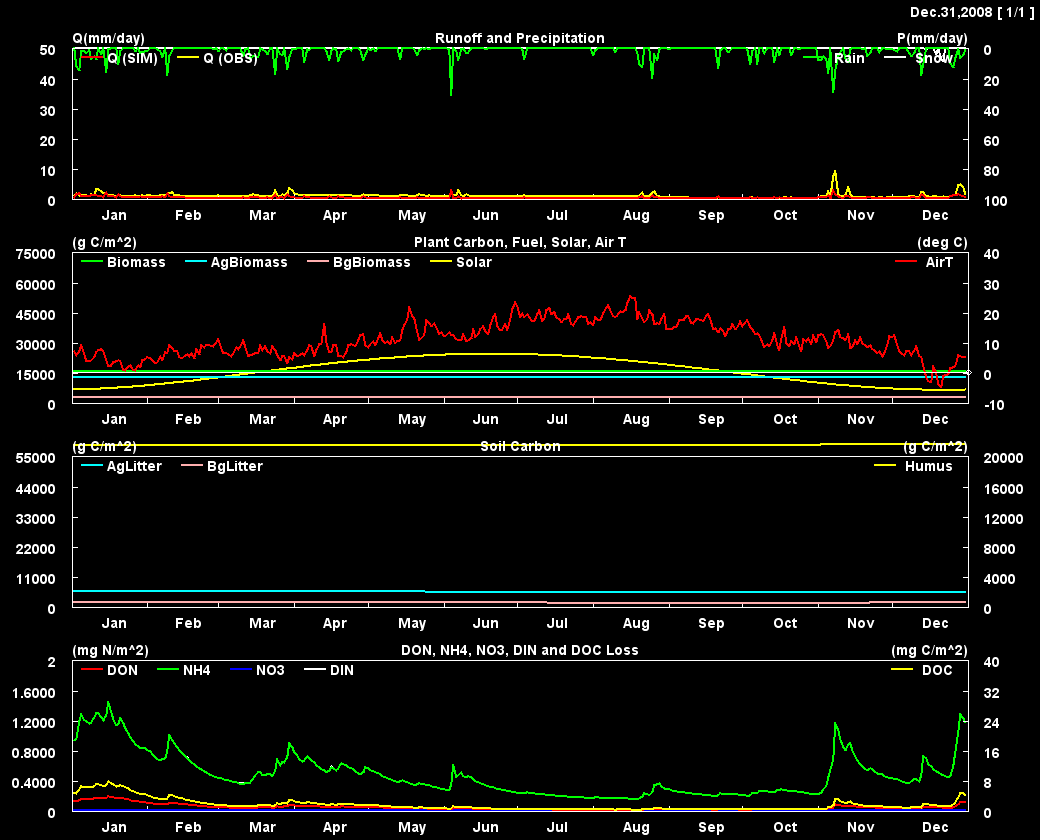 Dec.31,2008 [ 1/1 ]
Q(mm/day) Runoff and Precipitation P(mm/day)
50 0
Q (SIM) Q (OBS) Rain Snow
40 20
30 40
20 60
10 80
0 100
Jan Feb Mar Apr May Jun Jul Aug Sep Oct Nov Dec
(g C/m^2) Plant Carbon, Fuel, Solar, Air T (deg C)
75000 40
Biomass AgBiomass BgBiomass Solar AirT
60000 30
45000 20
30000 10
15000 0
0 -10
Jan Feb Mar Apr May Jun Jul Aug Sep Oct Nov Dec
(g C/m^2) Soil Carbon (g C/m^2)
55000 20000
AgLitter BgLitter Humus
44000 16000
33000 12000
22000 8000
11000 4000
0 0
Jan Feb Mar Apr May Jun Jul Aug Sep Oct Nov Dec
(mg N/m^2) DON, NH4, NO3, DIN and DOC Loss (mg C/m^2)
2 40
DON NH4 NO3 DIN DOC
1.6000 32
1.2000 24
0.8000 16
0.4000 8
0 0
Jan Feb Mar Apr May Jun Jul Aug Sep Oct Nov Dec